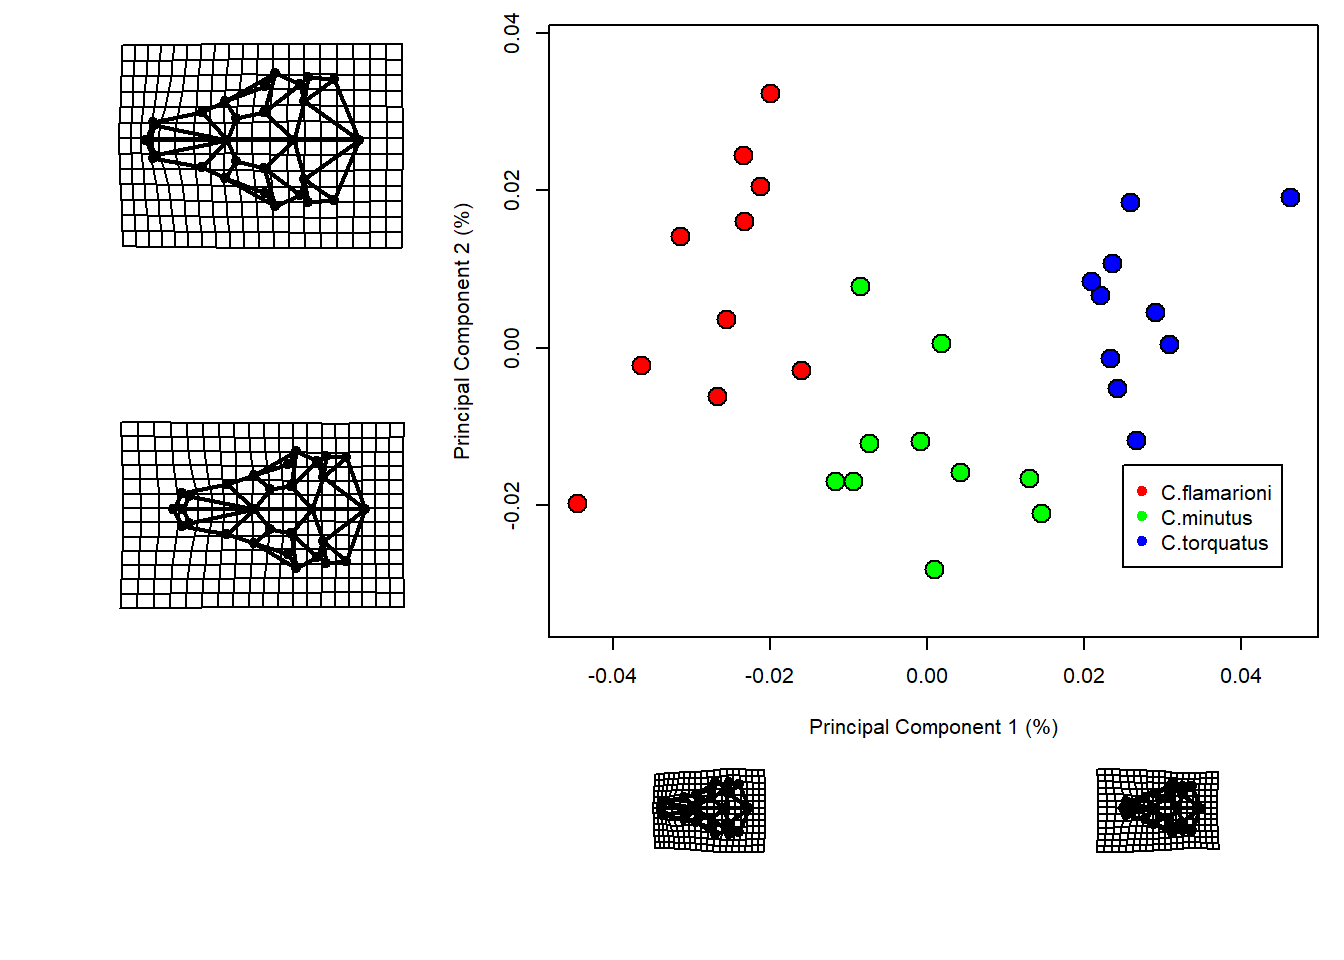 0.04
0.02
0.00
-0.02
Principal Component 2 (%)
C.flamarioni
C.minutus
C.torquatus
-0.04
-0.02
0.00
0.02
0.04
Principal Component 1 (%)